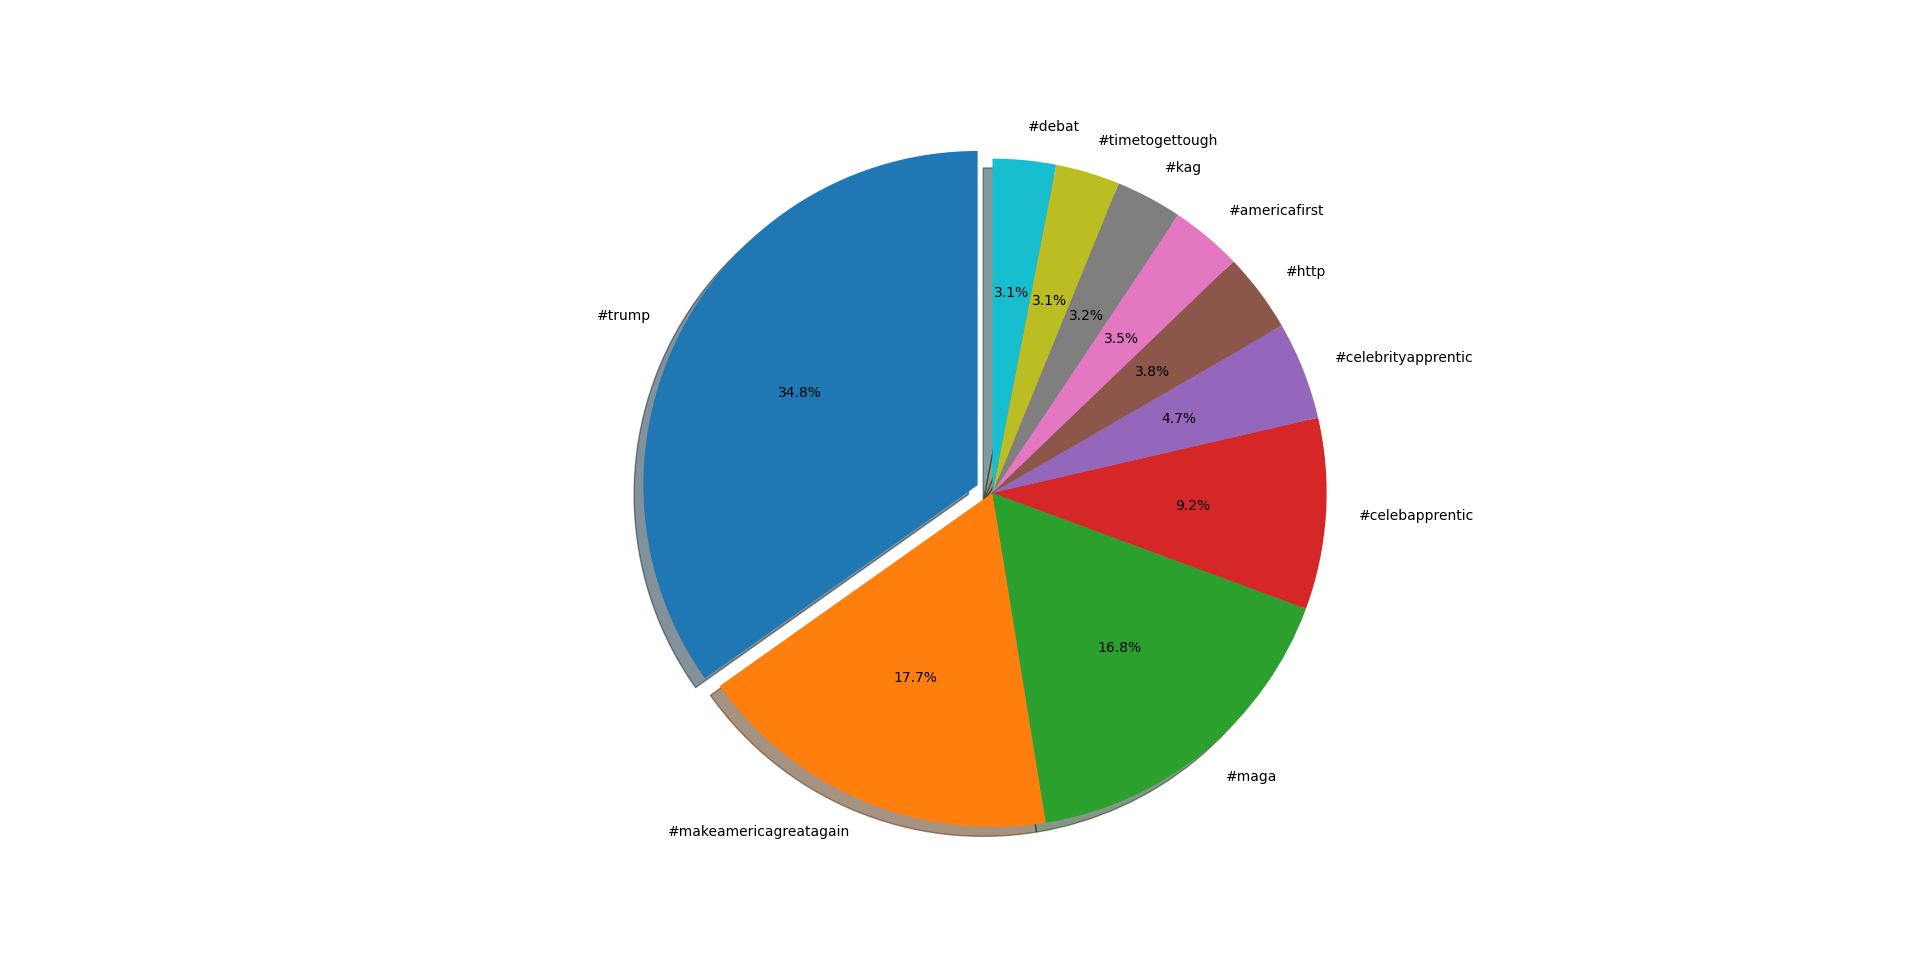 #debat
#timetogettough
#kag
#americafirst
#http
#trump
#celebrityapprentic
#celebapprentic
#maga
#makeamericagreatagain
3.1%
3.1%
3.2%
3.5%
3.8%
4.7%
34.8%
9.2%
16.8%
17.7%